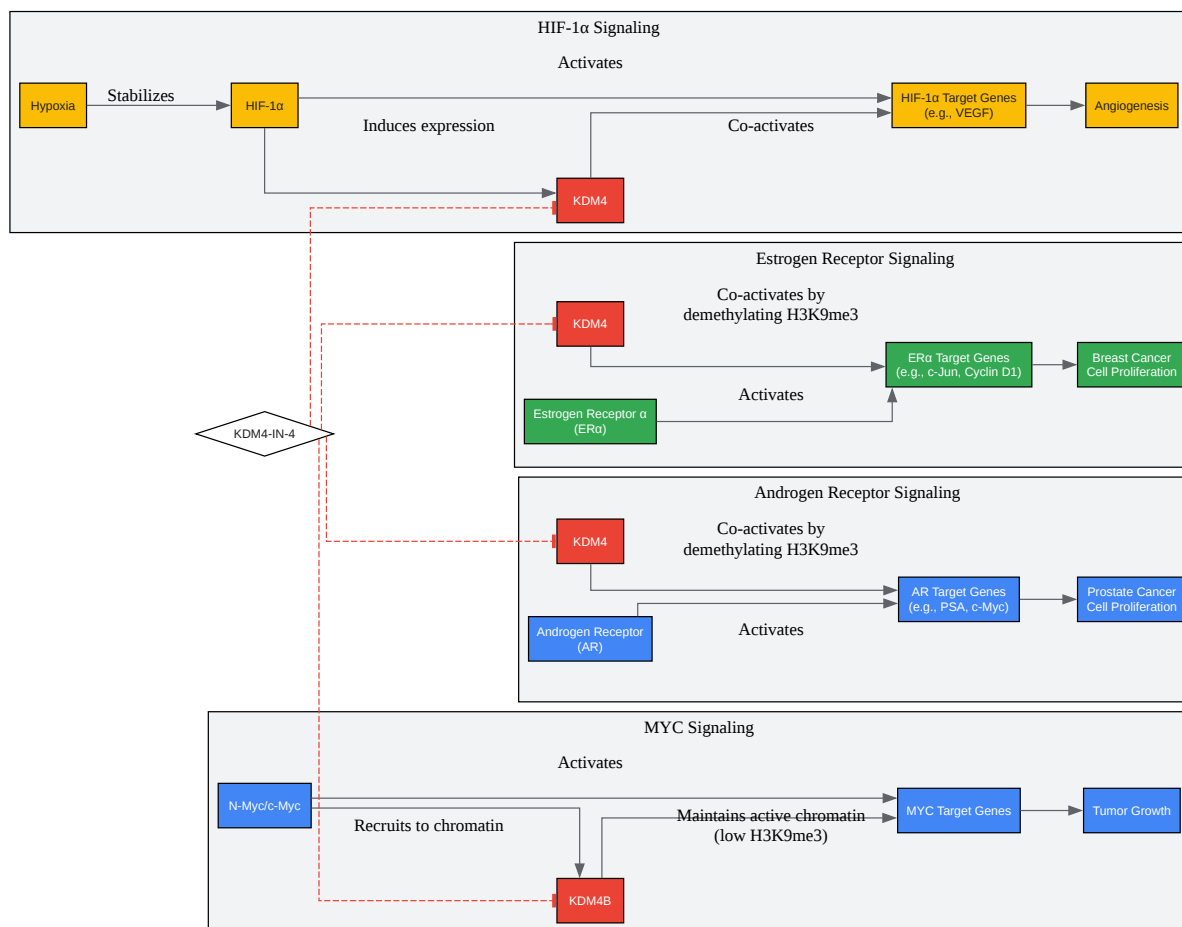 HIF-1α Signaling
Activates
Hypoxia
Stabilizes
HIF-1α
HIF-1α Target Genes
(e.g., VEGF)
Angiogenesis
Induces expression
Co-activates
KDM4
Estrogen Receptor Signaling
Co-activates by
demethylating H3K9me3
KDM4
ERα Target Genes
(e.g., c-Jun, Cyclin D1)
Breast Cancer
Cell Proliferation
Activates
Estrogen Receptor α
(ERα)
KDM4-IN-4
Androgen Receptor Signaling
Co-activates by
demethylating H3K9me3
KDM4
AR Target Genes
(e.g., PSA, c-Myc)
Prostate Cancer
Cell Proliferation
Activates
Androgen Receptor
(AR)
MYC Signaling
Activates
N-Myc/c-Myc
Recruits to chromatin
Maintains active chromatin
(low H3K9me3)
MYC Target Genes
Tumor Growth
KDM4B